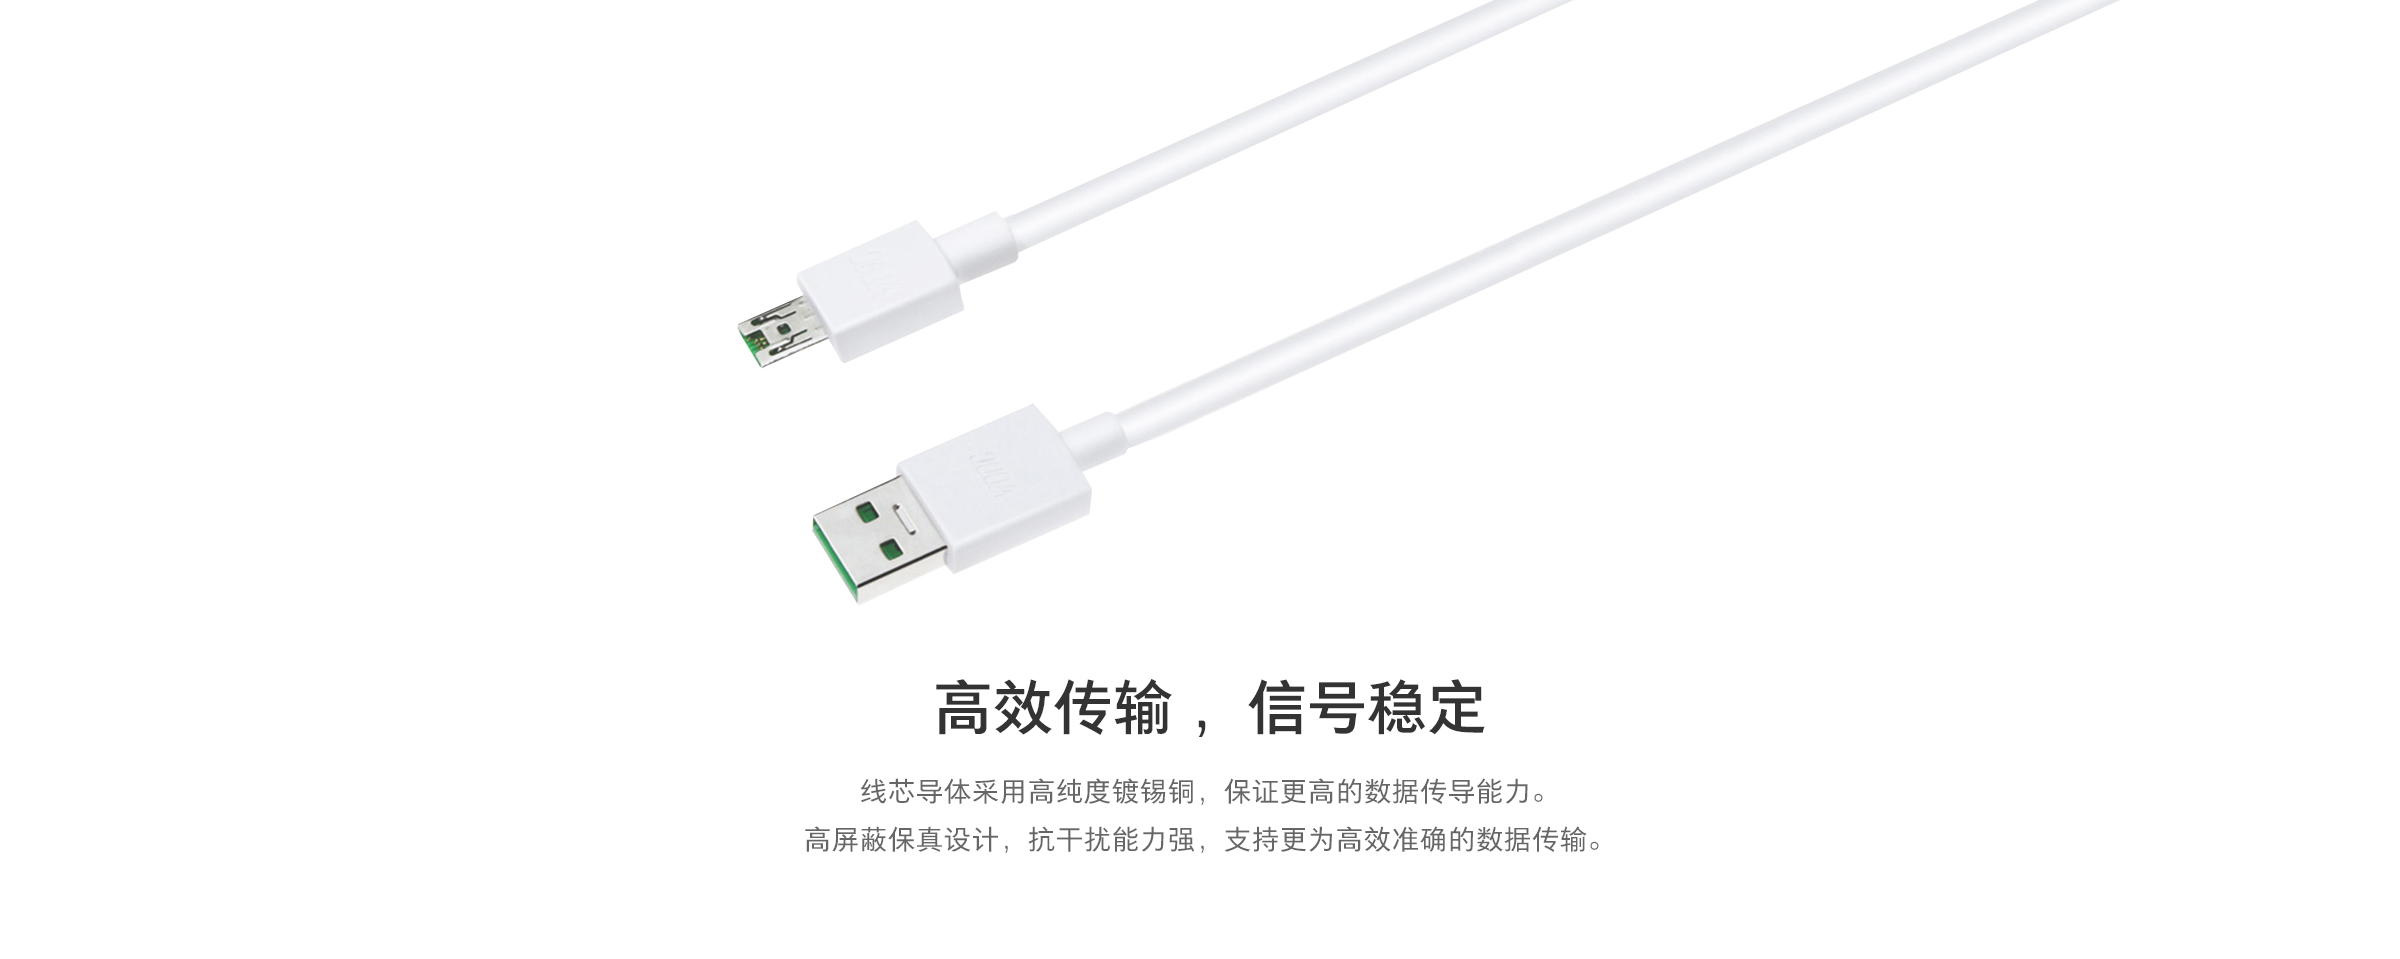 高效传输，信号稳定
线芯导体采用高纯度镀锡铜，保证更高的数据传导能力。
高屏蔽保真设计，抗干扰能力强，支持更为高效准确的数据传输。